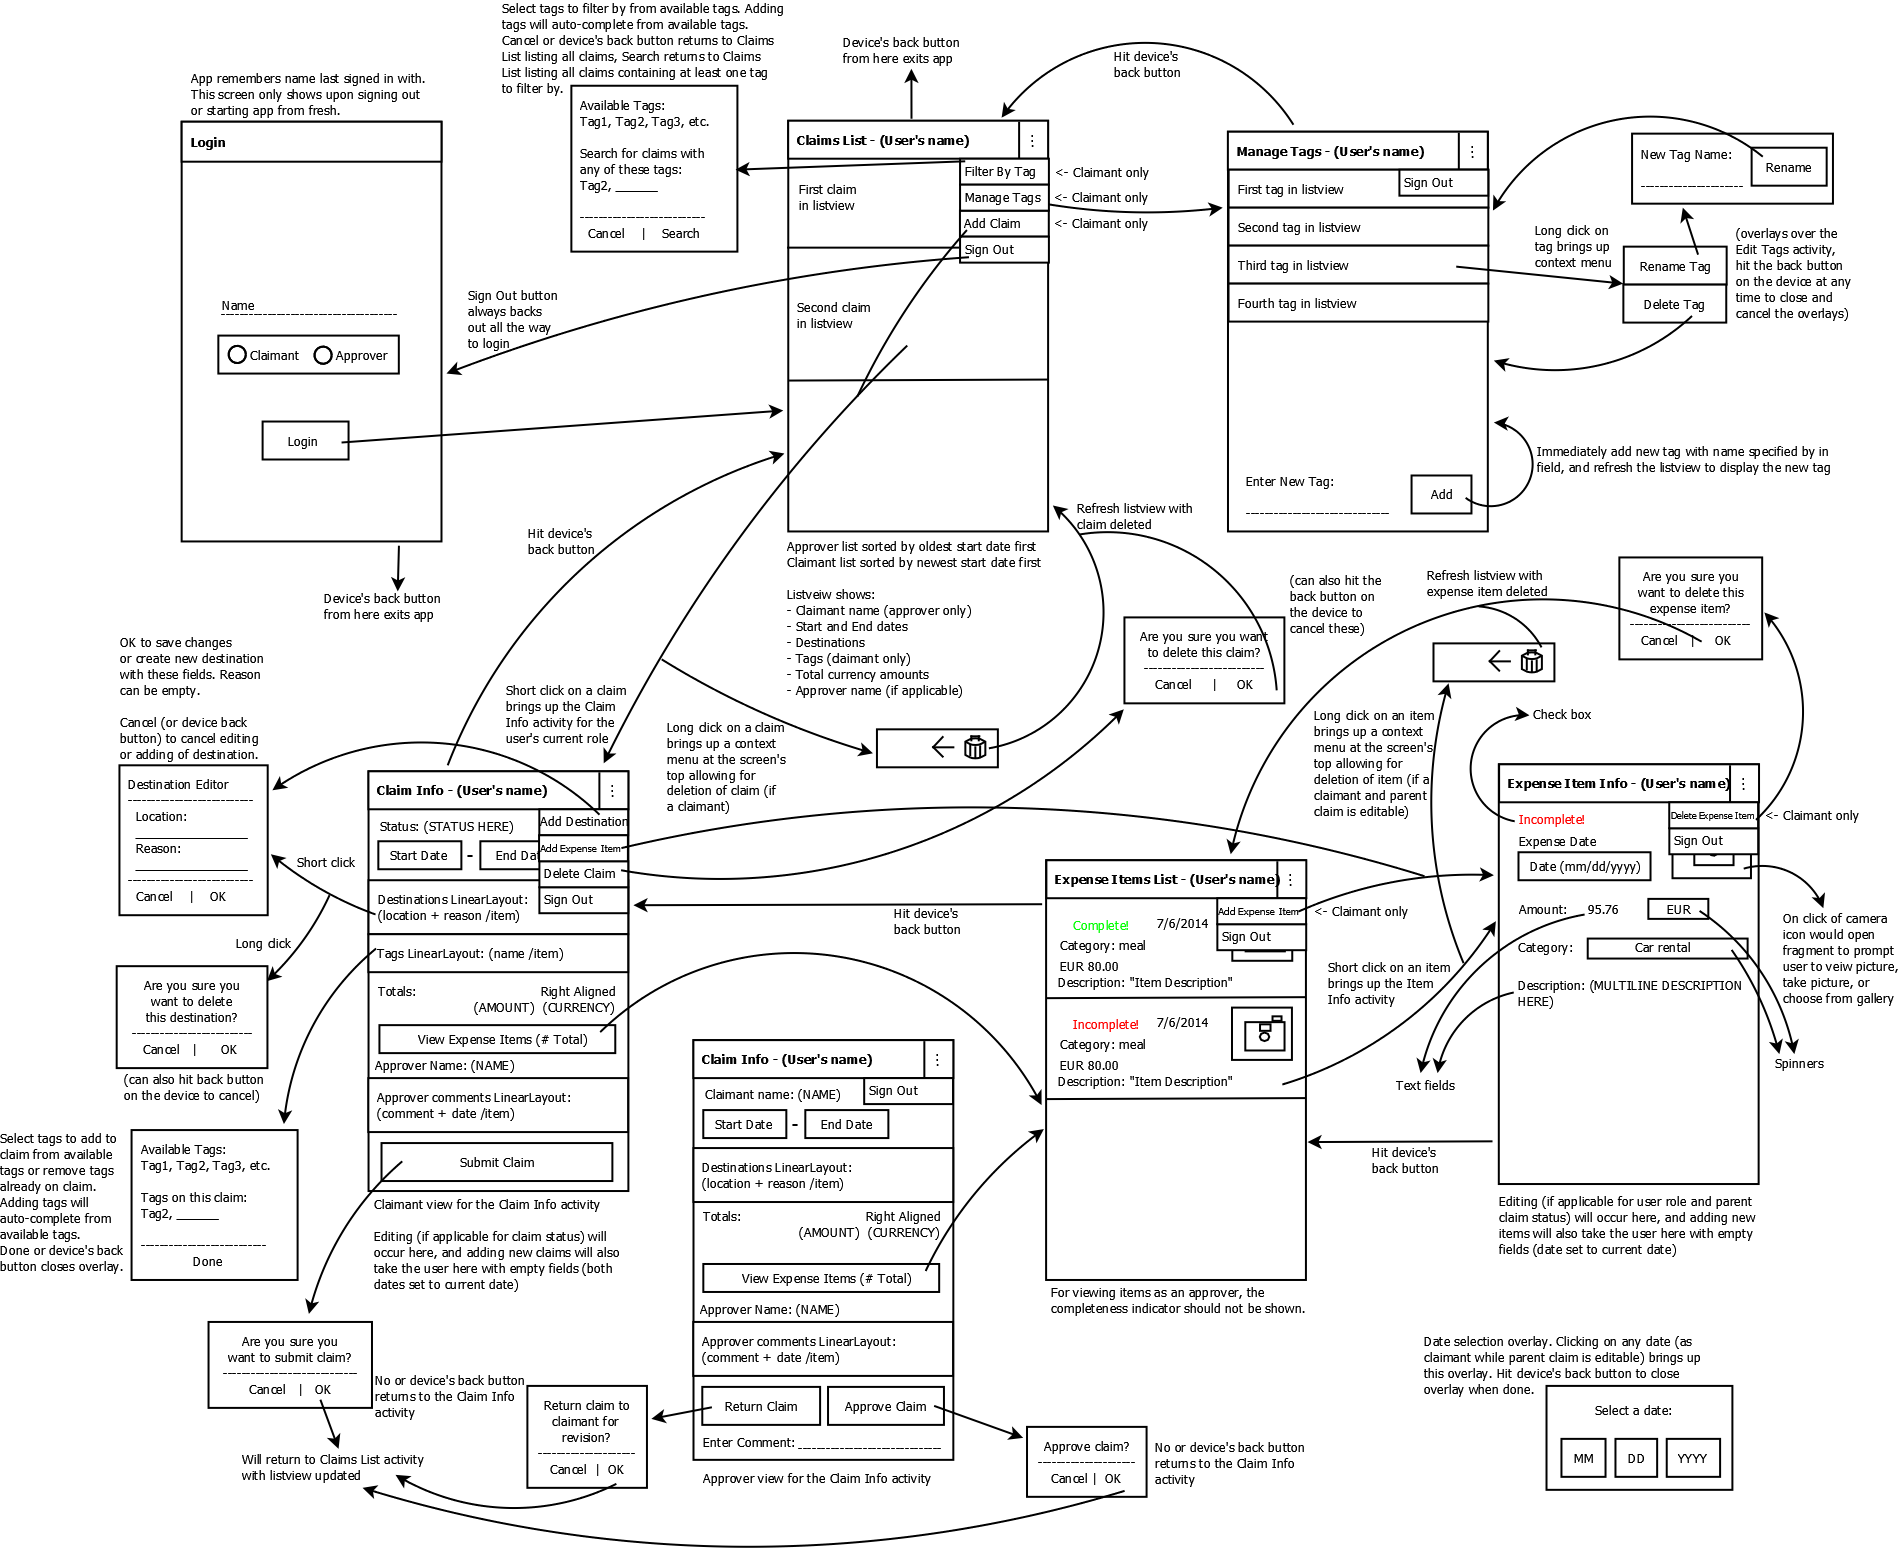 Select tags to filter by from available tags. Adding
tags will auto-complete from available tags.
Cancel or device's back button returns to Claims
List listing all claims, Search returns to Claims
List listing all claims containing at least one tag
to filter by.
Available Tags:
Tag1, Tag2, Tag3, etc.
Search for claims with
any of these tags:
Tag2, ______
Cancel | Search
App remembers name last signed in with.
This screen only shows upon signing out
or starting app from fresh.
Login
Name
Claimant
Approver
Login
Device's back button
from here exits app
Sign Out button
always backs
out all the way
to login
Device's back button
from here exits app
Claims List - (User's name)
Filter By Tag
Manage Tags
Add Claim
Sign Out
<- Claimant only
<- Claimant only
<- Claimant only
First claim
in listview
Second claim
in listview
Approver list sorted by oldest start date first
Claimant list sorted by newest start date first
Listveiw shows:
- Claimant name (approver only)
- Start and End dates
- Destinations
- Tags (claimant only)
- Total currency amounts
- Approver name (if applicable)
Hit device's
back button
Manage Tags - (User's name)
Sign Out
First tag in listview
Second tag in listview
Third tag in listview
Fourth tag in listview
Enter New Tag:
Add
New Tag Name:
Rename
Long click on
tag brings up
context menu
Rename Tag
Delete Tag
(overlays over the
Edit Tags activity,
hit the back button
on the device at any
time to close and
cancel the overlays)
Immediately add new tag with name specified by in
field, and refresh the listview to display the new tag
Hit device's
back button
Refresh listview with
claim deleted
Are you sure you want
to delete this claim?
Cancel | OK
(can also hit the
back button on
the device to
cancel these)
Refresh listview with
expense item deleted
Are you sure you
want to delete this
expense item?
Cancel | OK
OK to save changes
or create new destination
with these fields. Reason
can be empty.
Cancel (or device back
button) to cancel editing
or adding of destination.
Destination Editor
Location:
Reason:
Cancel | OK
Short click
Long click
Are you sure you
want to delete
this destination?
Cancel | OK
(can also hit back button
on the device to cancel)
Short click on a claim
brings up the Claim
Info activity for the
user's current role
Long click on a claim
brings up a context
menu at the screen's
top allowing for
deletion of claim (if
a claimant)
Claim Info - (User's name)
Status: (STATUS HERE)
Start Date - End Dat
Add Destination
Add Expense Item
Delete Claim
Sign Out
Destinations LinearLayout:
(location + reason /item)
Tags LinearLayout: (name /item)
Totals: Right Aligned
(AMOUNT) (CURRENCY)
View Expense Items (# Total)
Approver Name: (NAME)
Approver comments LinearLayout:
(comment + date /item)
Submit Claim
Claimant view for the Claim Info activity
Editing (if applicable for claim status) will
occur here, and adding new claims will also
take the user here with empty fields (both
dates set to current date)
Select tags to add to
claim from available
tags or remove tags
already on claim.
Adding tags will
auto-complete from
available tags.
Done or device's back
button closes overlay.
Available Tags:
Tag1, Tag2, Tag3, etc.
Tags on this claim:
Tag2, ______
Done
Are you sure you
want to submit claim?
Cancel | OK
No or device's back button
returns to the Claim Info
activity
Will return to Claims List activity
with listview updated
Return claim to
claimant for
revision?
Cancel | OK
Claim Info - (User's name)
Sign Out
Claimant name: (NAME)
Start Date - End Date
Destinations LinearLayout:
(location + reason /item)
Totals: Right Aligned
(AMOUNT) (CURRENCY)
View Expense Items (# Total)
Approver Name: (NAME)
Approver comments LinearLayout:
(comment + date /item)
Return Claim
Approve Claim
Enter Comment:
Approver view for the Claim Info activity
Approve claim?
Cancel | OK
No or device's back button
returns to the Claim Info
activity
Hit device's
back button
Expense Items List - (User's name)
Add Expense Item
Sign Out
<- Claimant only
Complete! 7/6/2014
Category: meal
EUR 80.00
Description: "Item Description"
Incomplete! 7/6/2014
Category: meal
EUR 80.00
Description: "Item Description"
For viewing items as an approver, the
completeness indicator should not be shown.
Long click on an item
brings up a context
menu at the screen's
top allowing for
deletion of item (if a
claimant and parent
claim is editable)
Check box
Short click on an item
brings up the Item
Info activity
Text fields
Hit device's
back button
Expense Item Info - (User's name)
Delete Expense Item
Sign Out
<- Claimant only
Incomplete!
Expense Date
Date (mm/dd/yyyy)
Amount: 95.76 EUR
Category: Car rental
Description: (MULTILINE DESCRIPTION
HERE)
On click of camera
icon would open
fragment to prompt
user to veiw picture,
take picture, or
choose from gallery
Spinners
Editing (if applicable for user role and parent
claim status) will occur here, and adding new
items will also take the user here with empty
fields (date set to current date)
Date selection overlay. Clicking on any date (as
claimant while parent claim is editable) brings up
this overlay. Hit device's back button to close
overlay when done.
Select a date:
MM DD YYYY